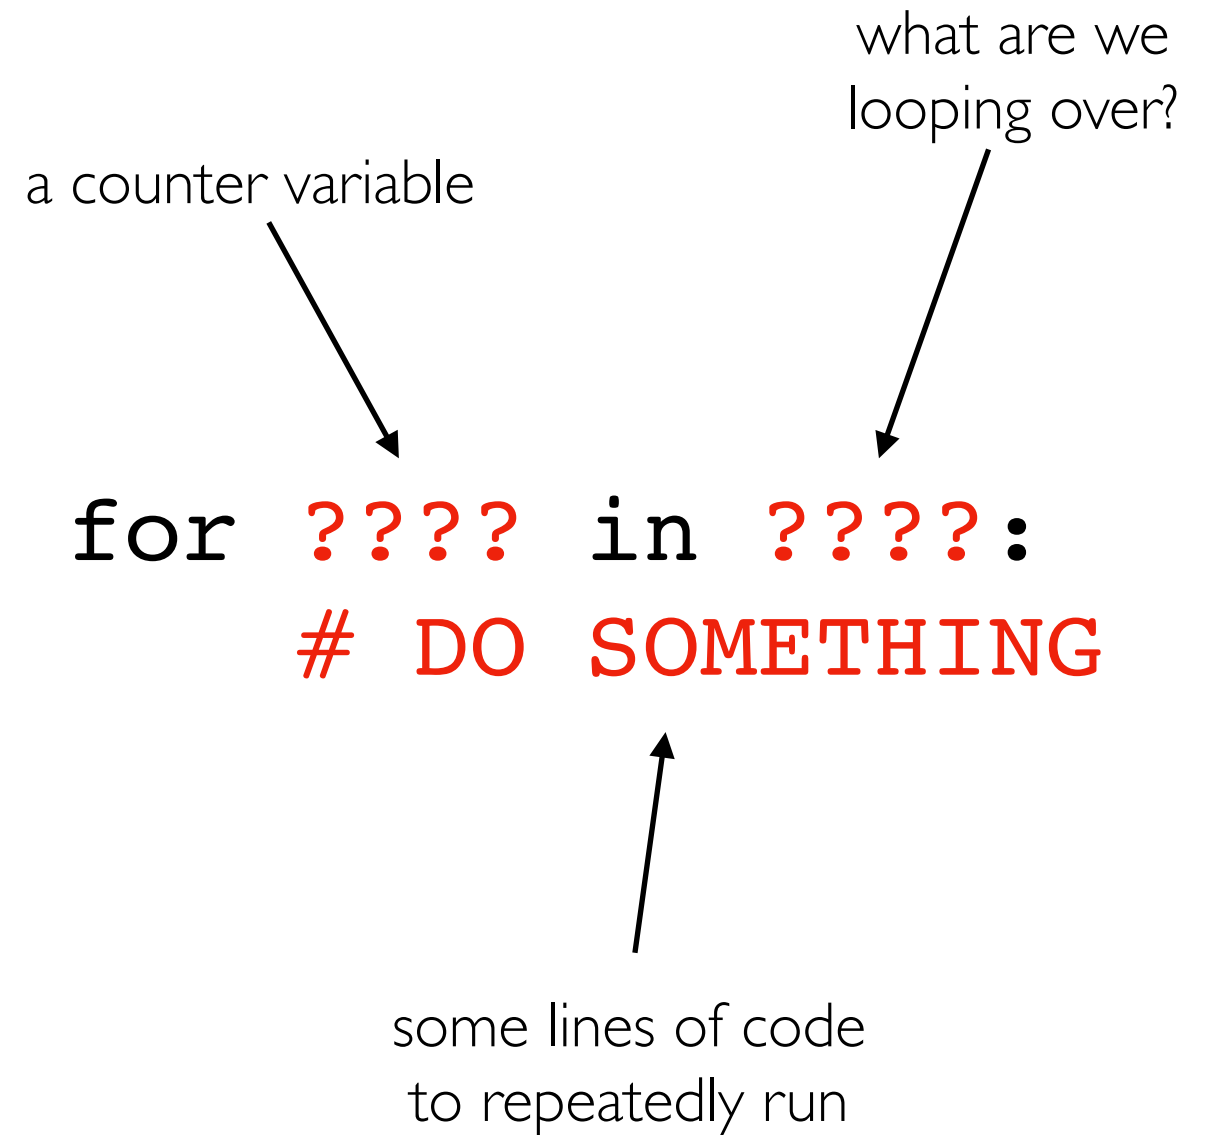 what are we
looping over?
a counter variable
for ???? in ????:
# DO SOMETHING
some lines of code
to repeatedly run